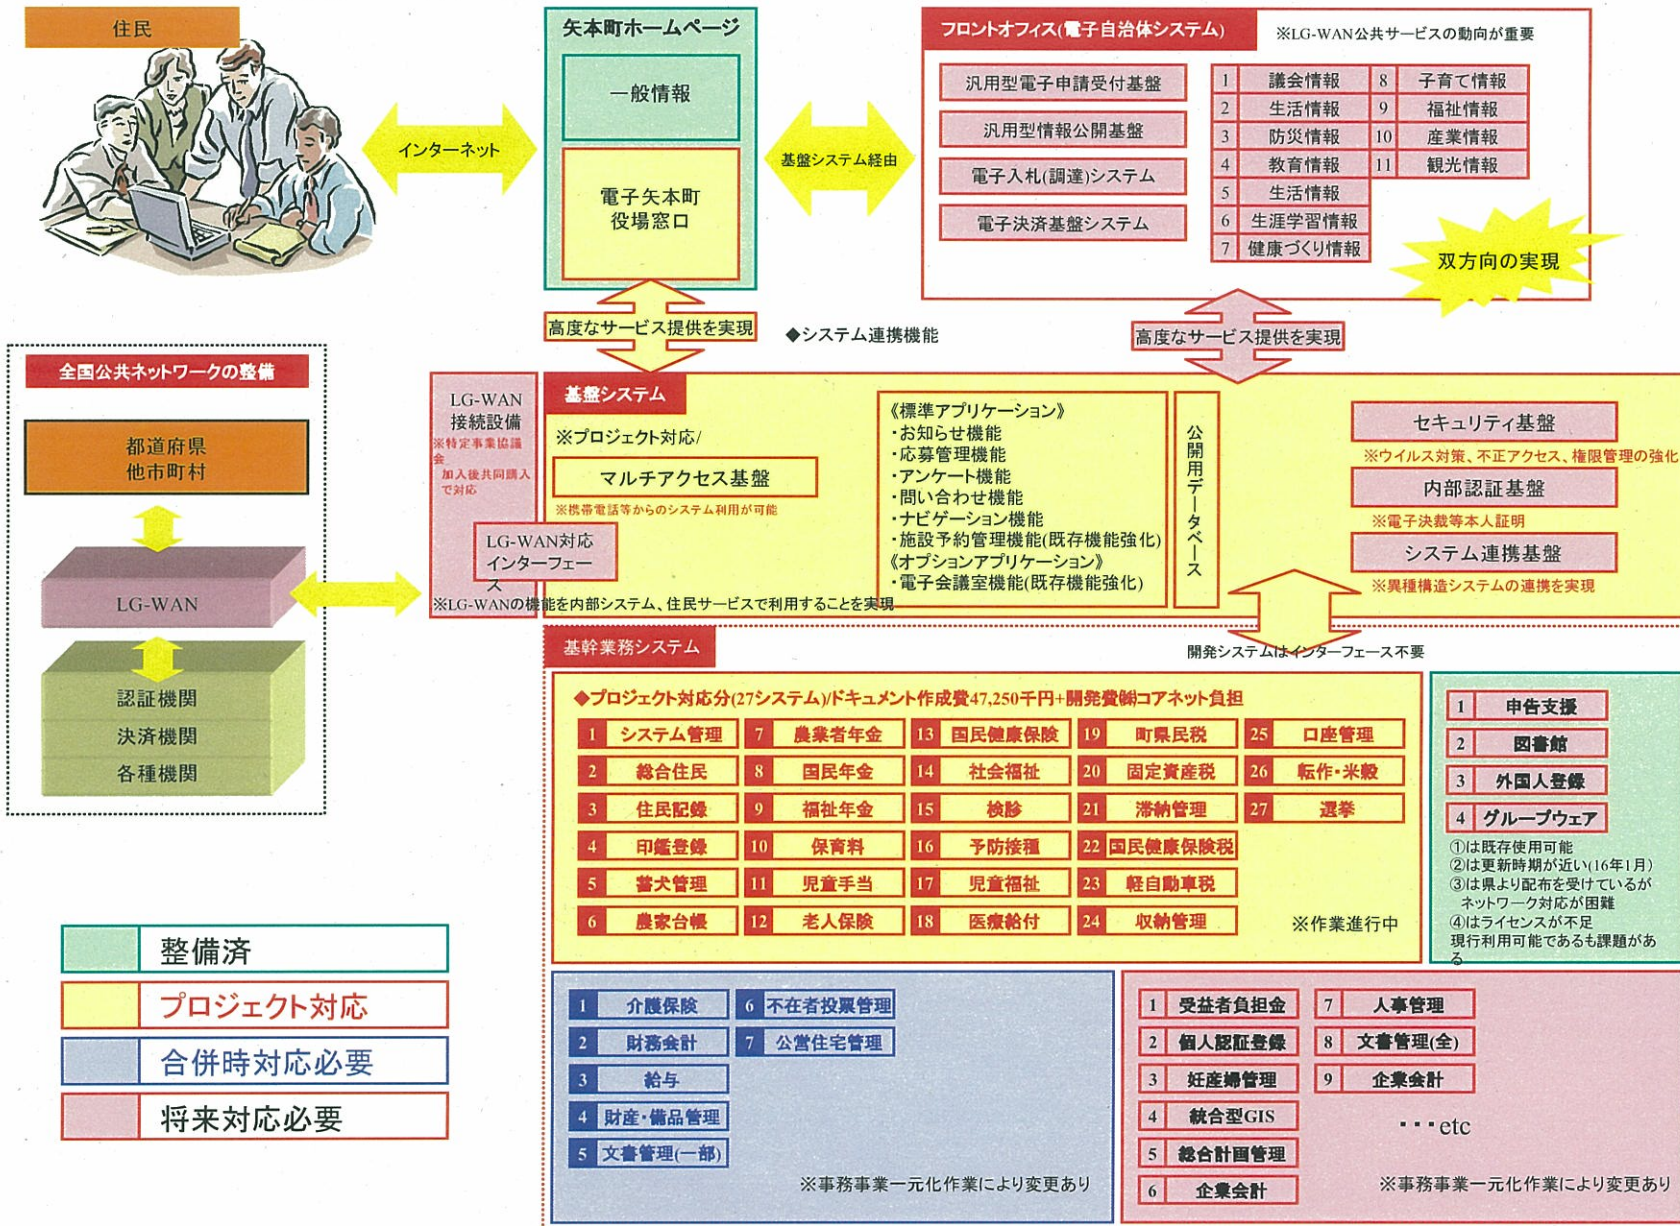 住民
インターネット
矢本町ホームページ
一般情報
電子矢本町
役場窓口
基盤システム経由
フロントオフィス(電子自治体システム)
※LG-WAN公共サービスの動向が重要
汎用型電子申請受付基盤
汎用型情報公開基盤
電子入札(調達)システム
電子決済基盤システム
1 議会情報
2 生活情報
3 防災情報
4 教育情報
5 生活情報
6 生涯学習情報
7 健康づくり情報
8 子育て情報
9 福祉情報
10 産業情報
11 観光情報
双方向の実現
高度なサービス提供を実現
◆システム連携機能
高度なサービス提供を実現
全国公共ネットワークの整備
都道府県
他市町村
LG-WAN
認証機関
決済機関
各種機関
LG-WAN
接続設備
※特定事業協議
会
加入後共同購入
で対応
LG-WAN対応
インターフェー
ス
※LG-WANの機能を内部システム、住民サービスで利用することを実現
基盤システム
※プロジェクト対応/
マルチアクセス基盤
※携帯電話等からのシステム利用が可能
《標準アプリケーション》
・お知らせ機能
・応募管理機能
・アンケート機能
・問い合わせ機能
・ナビゲーション機能
・施設予約管理機能(既存機能強化)
《オプションアプリケーション》
・電子会議室機能(既存機能強化)
公開用データベース
セキュリティ基盤
※ウイルス対策、不正アクセス、権限管理の強化
内部認証基盤
※電子決裁等本人証明
システム連携基盤
※異種構造システムの連携を実現
基幹業務システム
開発システムはインターフェース不要
◆プロジェクト対応分(27システム)/ドキュメント作成費47,250千円+開発費㈱コアネット負担
1 システム管理
2 総合住民
3 住民記録
4 印鑑登録
5 蓄犬管理
6 農家台帳
7 農業者年金
8 国民年金
9 福祉年金
10 保育料
11 児童手当
12 老人保険
13 国民健康保険
14 社会福祉
15 検診
16 予防接種
17 児童福祉
18 医療給付
19 町県民税
20 固定資産税
21 滞納管理
22 国民健康保険税
23 軽自動車税
24 収納管理
25 口座管理
26 転作・米穀
27 選挙
※作業進行中
1 申告支援
2 図書館
3 外国人登録
4 グループウェア
①は既存使用可能
②は更新時期が近い(16年1月)
③は県より配布を受けているが
ネットワーク対応が困難
④はライセンスが不足
現行利用可能であるも課題があ
る
整備済
プロジェクト対応
合併時対応必要
将来対応必要
1 介護保険
2 財務会計
3 給与
4 財産・備品管理
5 文書管理(一部)
6 不在者投票管理
7 公営住宅管理
※事務事業一元化作業により変更あり
1 受益者負担金
2 個人認証登録
3 妊産婦管理
4 統合型GIS
5 総合計画管理
6 企業会計
7 人事管理
8 文書管理(全)
9 企業会計
・・・etc
※事務事業一元化作業により変更あり